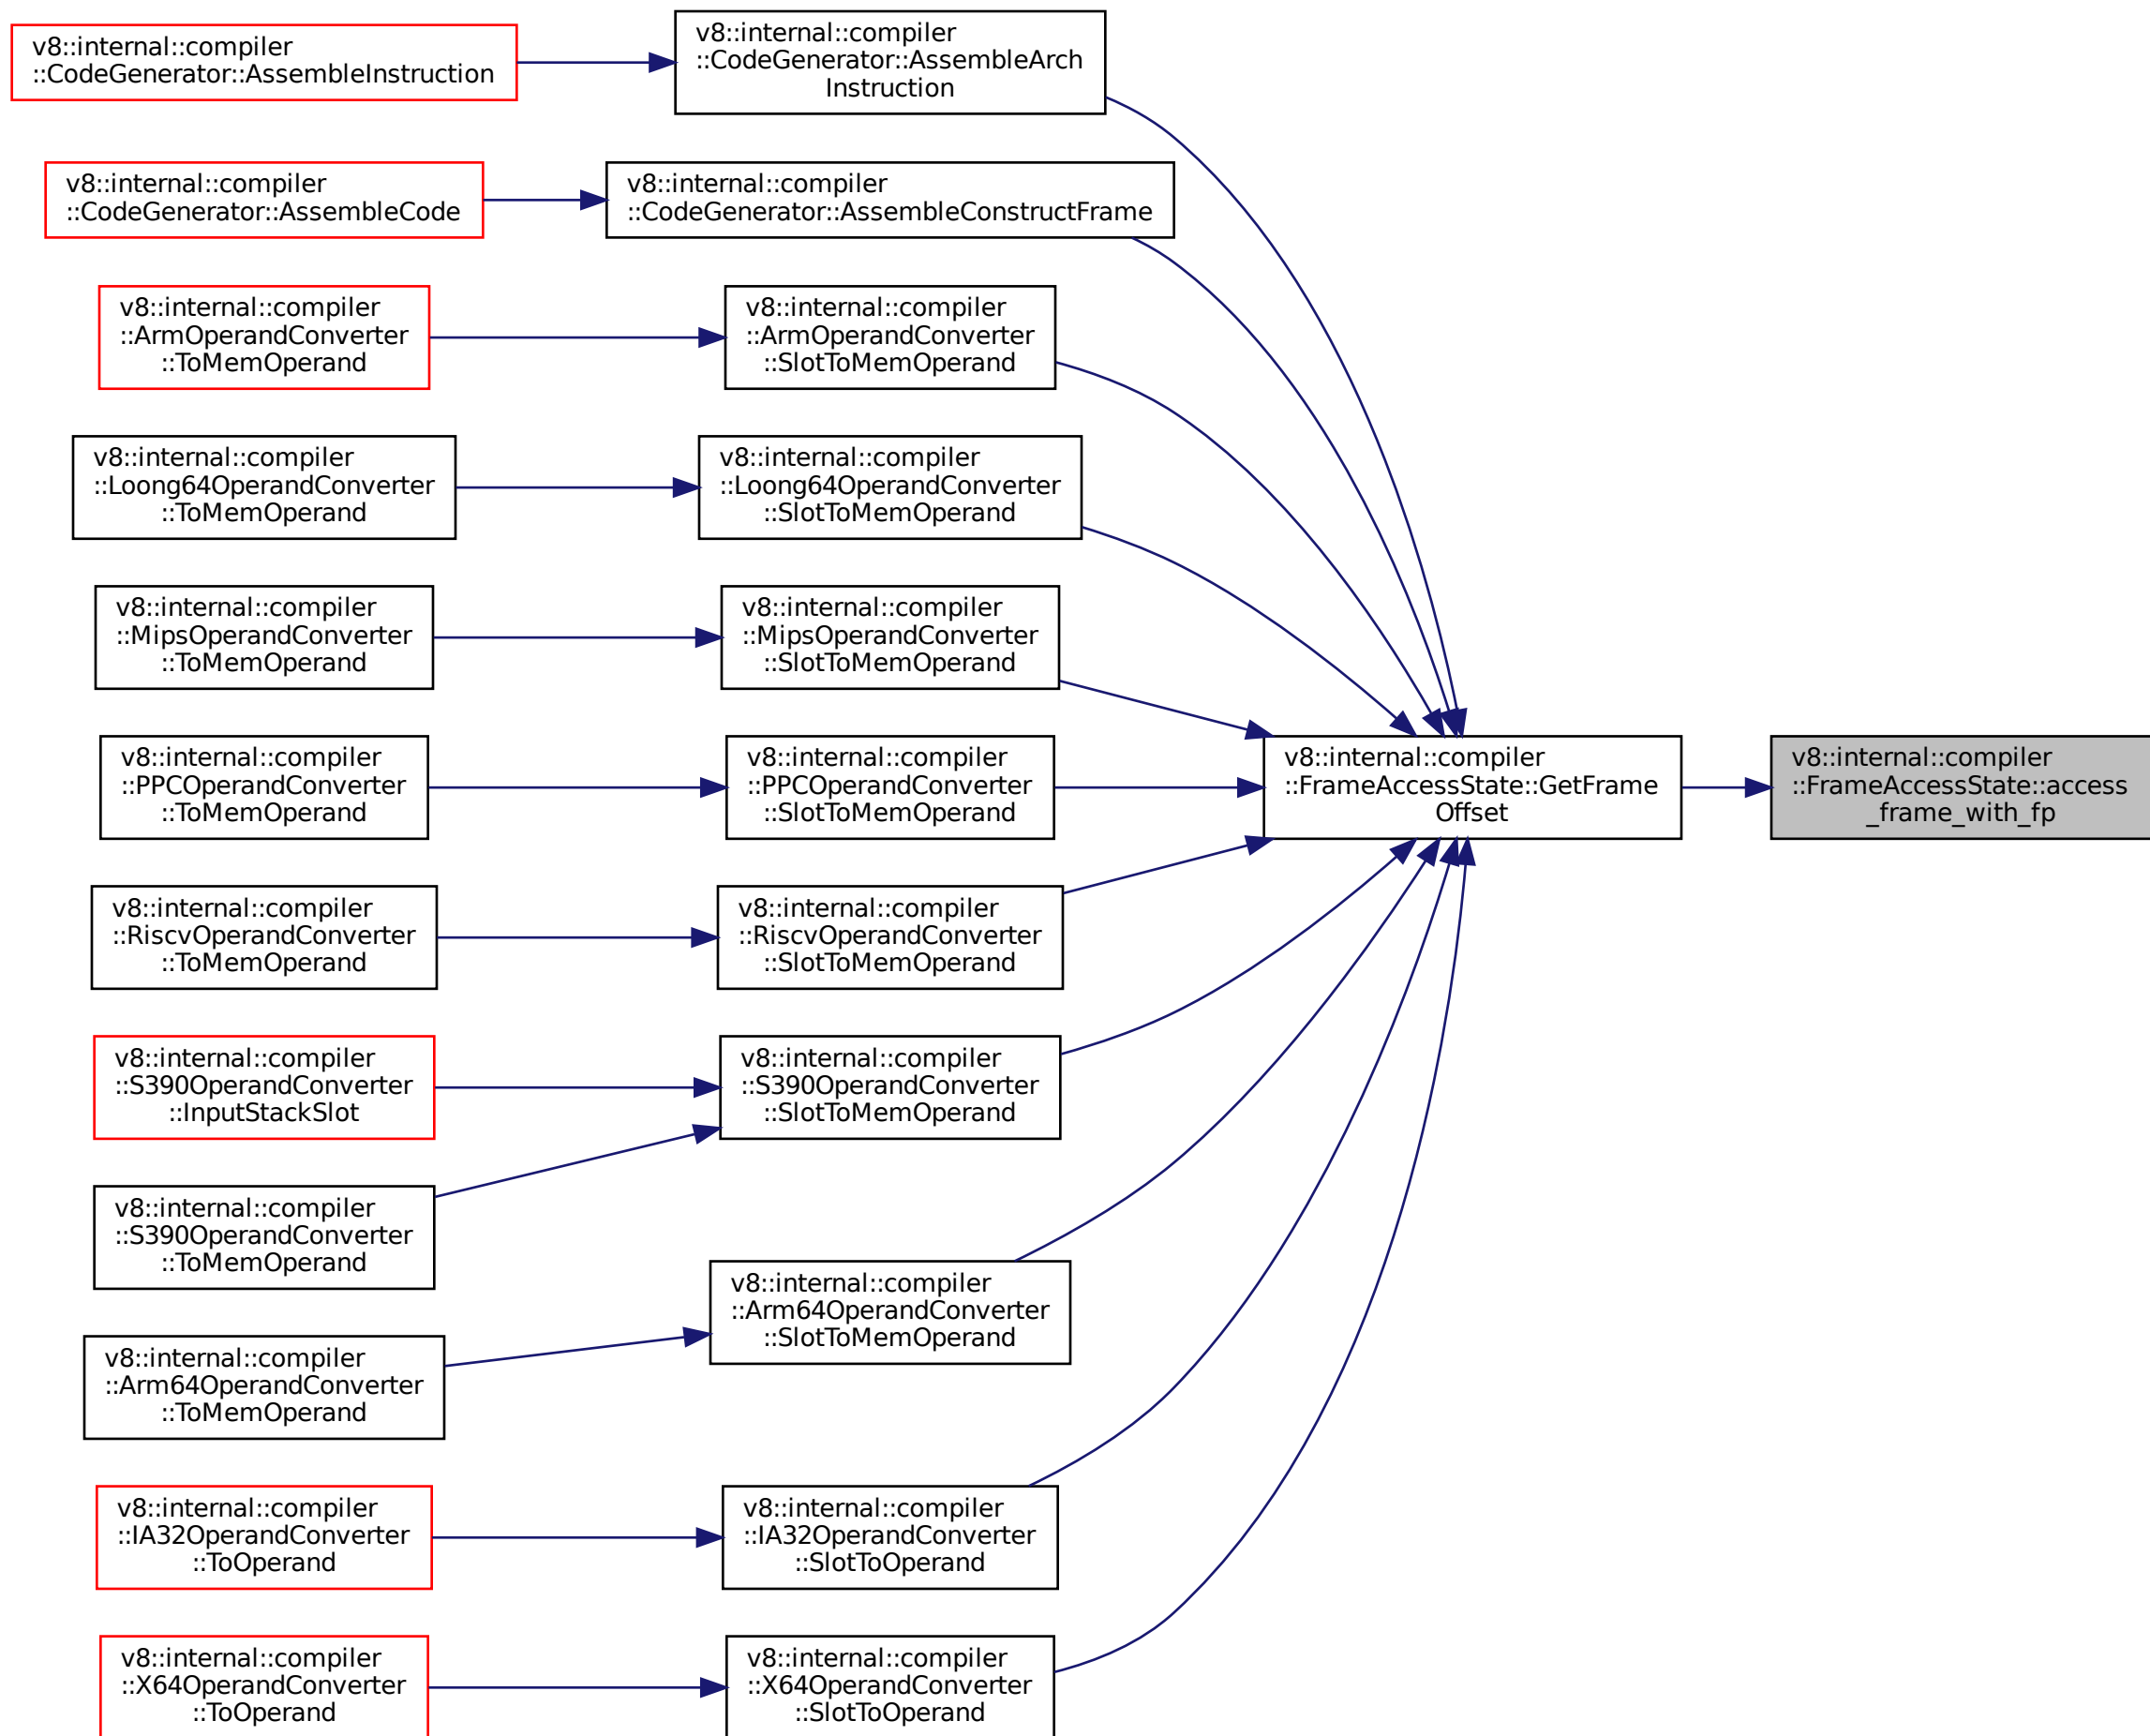 v8::internal::compiler
::CodeGenerator::AssembleInstruction
v8::internal::compiler
::CodeGenerator::AssembleArch
Instruction
v8::internal::compiler
::CodeGenerator::AssembleCode
v8::internal::compiler
::CodeGenerator::AssembleConstructFrame
v8::internal::compiler
::ArmOperandConverter
::ToMemOperand
v8::internal::compiler
::ArmOperandConverter
::SlotToMemOperand
v8::internal::compiler
::Loong64OperandConverter
::ToMemOperand
v8::internal::compiler
::Loong64OperandConverter
::SlotToMemOperand
v8::internal::compiler
::MipsOperandConverter
::ToMemOperand
v8::internal::compiler
::MipsOperandConverter
::SlotToMemOperand
v8::internal::compiler
::PPCOperandConverter
::ToMemOperand
v8::internal::compiler
::PPCOperandConverter
::SlotToMemOperand
v8::internal::compiler
::FrameAccessState::GetFrame
Offset
v8::internal::compiler
::FrameAccessState::access
_frame_with_fp
v8::internal::compiler
::RiscvOperandConverter
::ToMemOperand
v8::internal::compiler
::RiscvOperandConverter
::SlotToMemOperand
v8::internal::compiler
::S390OperandConverter
::InputStackSlot
v8::internal::compiler
::S390OperandConverter
::SlotToMemOperand
v8::internal::compiler
::S390OperandConverter
::ToMemOperand
v8::internal::compiler
::Arm64OperandConverter
::SlotToMemOperand
v8::internal::compiler
::Arm64OperandConverter
::ToMemOperand
v8::internal::compiler
::IA32OperandConverter
::ToOperand
v8::internal::compiler
::IA32OperandConverter
::SlotToOperand
v8::internal::compiler
::X64OperandConverter
::ToOperand
v8::internal::compiler
::X64OperandConverter
::SlotToOperand